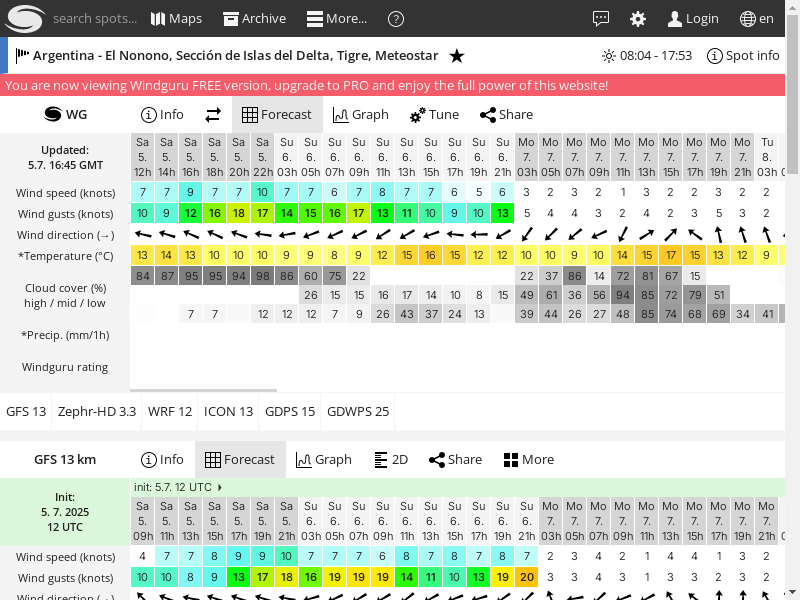 search spots... Maps Archive More... ? Login en
Argentina - El Nonono, Sección de Islas del Delta, Tigre, Meteostar ★ 08:04 - 17:53 Spot info
You are now viewing Windguru FREE version, upgrade to PRO and enjoy the full power of this website!
WG Info Forecast Graph Tune Share
Updated:
5.7. 16:45 GMT
Sa Sa Sa Sa Sa Sa Su Su Su Su Su Su Su Su Su Su Mo Mo Mo Mo Mo Mo Mo Mo Mo Mo Tu
5. 5. 5. 5. 5. 5. 6. 6. 6. 6. 6. 6. 6. 6. 6. 6. 7. 7. 7. 7. 7. 7. 7. 7. 7. 7. 8.
12h 14h 16h 18h 20h 22h 03h 05h 07h 09h 11h 13h 15h 17h 19h 21h 03h 05h 07h 09h 11h 13h 15h 17h 19h 21h 03h
Wind speed (knots) 7 7 9 7 7 10 7 7 6 7 8 7 7 6 5 6 3 2 3 2 1 3 2 2 3 2 2
Wind gusts (knots) 10 9 12 16 18 17 14 15 16 17 13 11 10 9 10 13 5 4 4 3 2 4 2 3 5 3 2
Wind direction (→)
*Temperature (°C) 13 14 13 10 10 10 9 9 8 9 12 15 16 15 12 12 10 10 9 10 14 15 17 15 13 12 9
Cloud cover (%)
high / mid / low
84 87 95 95 94 98 86 60 75 22 22 37 86 14 72 81 67 15
26 15 15 16 17 14 10 8 15 49 61 36 56 94 85 72 79 51
7 7 12 12 12 7 9 26 43 37 24 13 39 44 26 27 48 85 74 68 69 34 41
*Precip. (mm/1h)
Windguru rating
GFS 13 Zephr-HD 3.3 WRF 12 ICON 13 GDPS 15 GDWPS 25
GFS 13 km Info Forecast Graph 2D Share More
Init:
5. 7. 2025
12 UTC
init: 5.7. 12 UTC
Sa Sa Sa Sa Sa Sa Sa Su Su Su Su Su Su Su Su Su Su Mo Mo Mo Mo Mo Mo Mo Mo Mo Mo
5. 5. 5. 5. 5. 5. 5. 6. 6. 6. 6. 6. 6. 6. 6. 6. 6. 7. 7. 7. 7. 7. 7. 7. 7. 7. 7.
09h 11h 13h 15h 17h 19h 21h 03h 05h 07h 09h 11h 13h 15h 17h 19h 21h 03h 05h 07h 09h 11h 13h 15h 17h 19h 21h
Wind speed (knots) 4 7 7 8 9 9 10 7 7 7 6 8 7 8 7 8 7 2 3 4 2 1 4 4 1 3 2
Wind gusts (knots) 10 10 8 9 13 17 18 16 19 19 19 14 11 10 13 19 20 3 3 4 3 1 3 3 2 3 2
Wind direction (→)